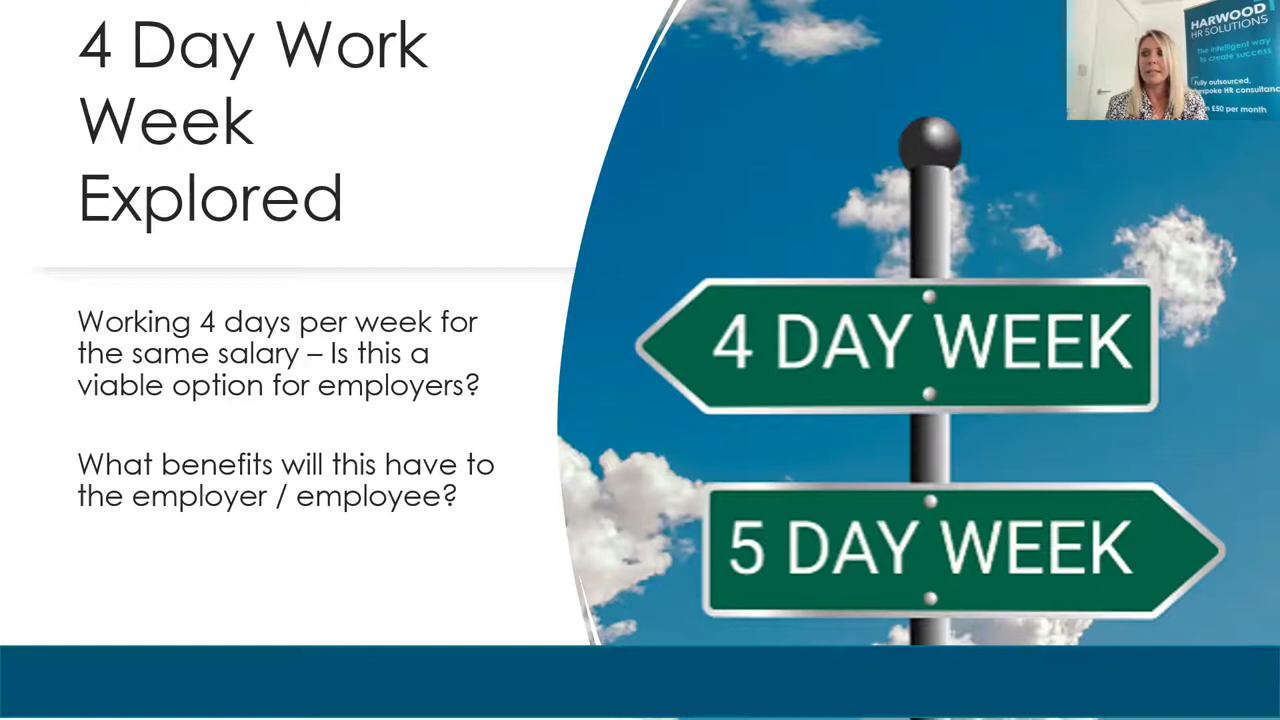 4 Day Work
Week
Explored
Working 4 days per week for
the same salary – Is this a
viable option for employers?
What benefits will this have to
the employer / employee?
4 DAY WEEK
5 DAY WEEK
HARWOOD
HR SOLUTIONS
The intelligent way
to create success
Fully outsourced,
HR consultanc
£50 per month